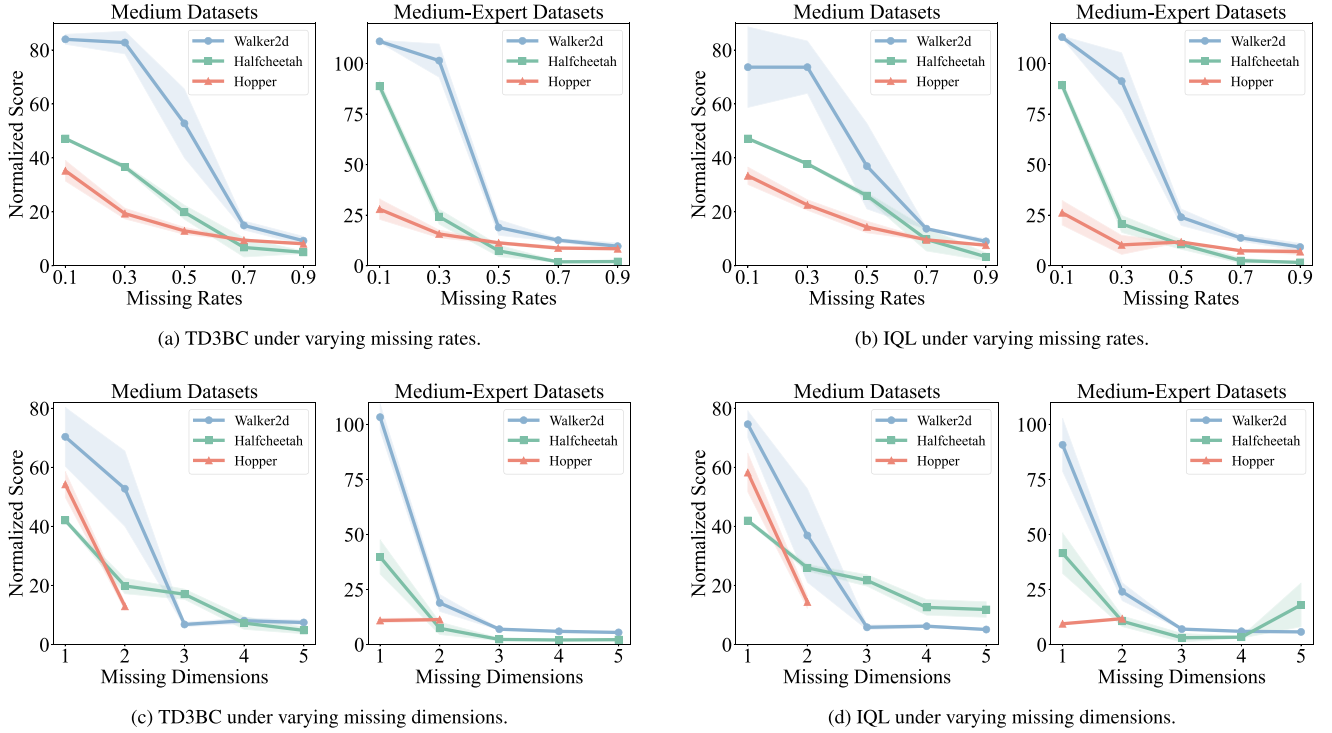 Medium Datasets
Normalized Score
80
60
40
20
0
0.1 0.3 0.5 0.7 0.9
Missing Rates
Walker2d
Halfcheetah
Hopper
Medium-Expert Datasets
100
75
50
25
0
0.1 0.3 0.5 0.7 0.9
Missing Rates
Walker2d
Halfcheetah
Hopper
(a) TD3BC under varying missing rates.
Medium Datasets
Normalized Score
80
60
40
20
0
0.1 0.3 0.5 0.7 0.9
Missing Rates
Walker2d
Halfcheetah
Hopper
Medium-Expert Datasets
100
75
50
25
0
0.1 0.3 0.5 0.7 0.9
Missing Rates
Walker2d
Halfcheetah
Hopper
(b) IQL under varying missing rates.
Medium Datasets
Normalized Score
80
60
40
20
0
1 2 3 4 5
Missing Dimensions
Walker2d
Halfcheetah
Hopper
Medium-Expert Datasets
100
75
50
25
0
1 2 3 4 5
Missing Dimensions
Walker2d
Halfcheetah
Hopper
(c) TD3BC under varying missing dimensions.
Medium Datasets
Normalized Score
80
60
40
20
0
1 2 3 4 5
Missing Dimensions
Walker2d
Halfcheetah
Hopper
Medium-Expert Datasets
100
75
50
25
0
1 2 3 4 5
Missing Dimensions
Walker2d
Halfcheetah
Hopper
(d) IQL under varying missing dimensions.